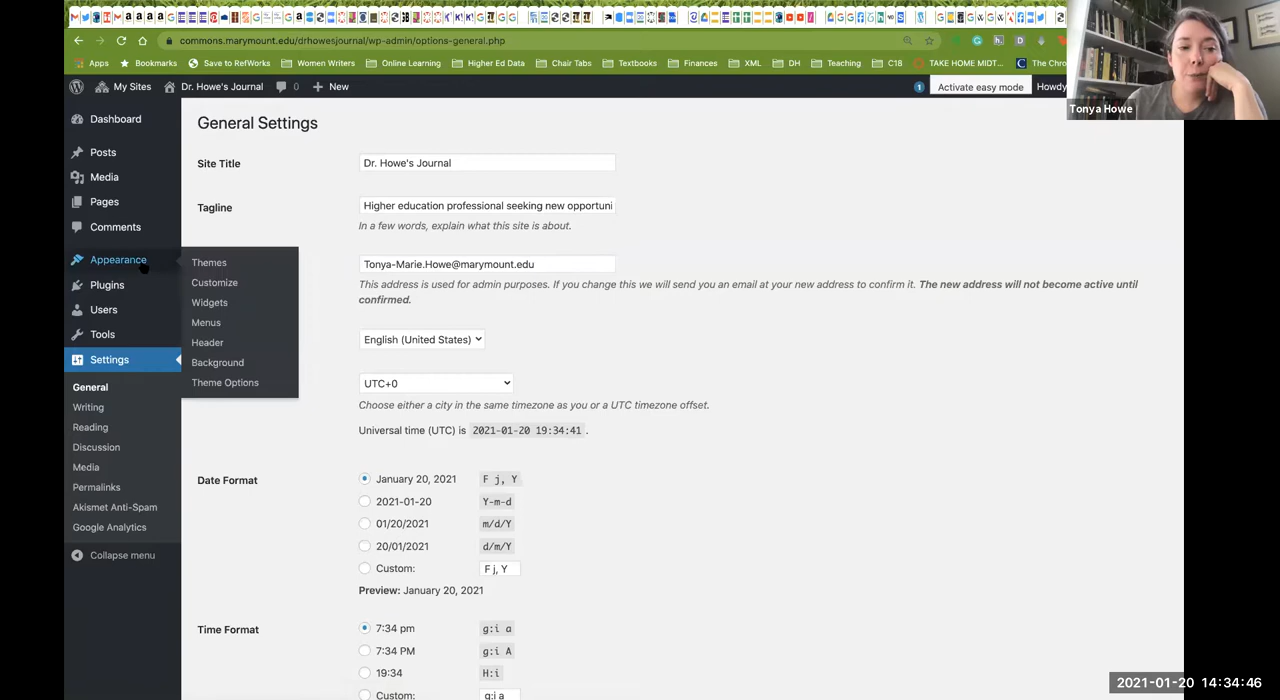 commons.marymount.edu/drhowesjournal/wp-admin/options-general.php
Apps Bookmarks Save to RefWorks Women Writers Online Learning Higher Ed Data Chair Tabs Textbooks Finances XML DH Teaching C18 TAKE HOME MIDT... The Chro
My Sites Dr. Howe's Journal 0 New 1 Activate easy mode Howdy
Tonya Howe
Dashboard
Posts
Media
Pages
Comments
Appearance
Plugins
Users
Tools
Settings
General
Writing
Reading
Discussion
Media
Permalinks
Akismet Anti-Spam
Google Analytics
Collapse menu
Themes
Customize
Widgets
Menus
Header
Background
Theme Options
General Settings
Site Title Dr. Howe's Journal
Tagline Higher education professional seeking new opportuni
In a few words, explain what this site is about.
Tonya-Marie.Howe@marymount.edu
This address is used for admin purposes. If you change this we will send you an email at your new address to confirm it. The new address will not become active until
confirmed.
English (United States)
UTC+0
Choose either a city in the same timezone as you or a UTC timezone offset.
Universal time (UTC) is 2021-01-20 19:34:41 .
Date Format January 20, 2021 F j, Y
2021-01-20 Y-m-d
01/20/2021 m/d/Y
20/01/2021 d/m/Y
Custom: F j, Y
Preview: January 20, 2021
Time Format 7:34 pm g:i a
7:34 PM g:i A
19:34 H:i
Custom: g:i a
2021-01-20 14:34:46